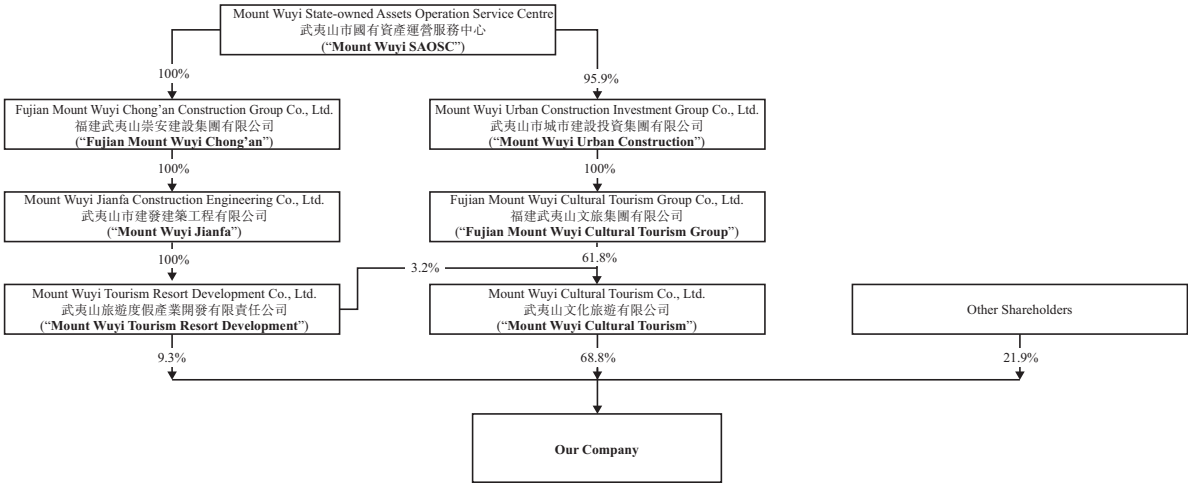 Mount Wuyi State-owned Assets Operation Service Centre
武夷山市國有資產運營服務中心
(“Mount Wuyi SAOSC”)
100%
95.9%
Fujian Mount Wuyi Chong’an Construction Group Co., Ltd.
福建武夷山崇安建設集團有限公司
(“Fujian Mount Wuyi Chong’an”)
Mount Wuyi Urban Construction Investment Group Co., Ltd.
武夷山市城市建設投資集團有限公司
(“Mount Wuyi Urban Construction”)
100%
100%
Mount Wuyi Jianfa Construction Engineering Co., Ltd.
武夷山市建發建築工程有限公司
(“Mount Wuyi Jianfa”)
Fujian Mount Wuyi Cultural Tourism Group Co., Ltd.
福建武夷山文旅集團有限公司
(“Fujian Mount Wuyi Cultural Tourism Group”)
100%
3.2%
61.8%
Mount Wuyi Tourism Resort Development Co., Ltd.
武夷山旅遊度假產業開發有限責任公司
(“Mount Wuyi Tourism Resort Development”)
Mount Wuyi Cultural Tourism Co., Ltd.
武夷山文化旅遊有限公司
(“Mount Wuyi Cultural Tourism”)
Other Shareholders
9.3%
68.8%
21.9%
Our Company